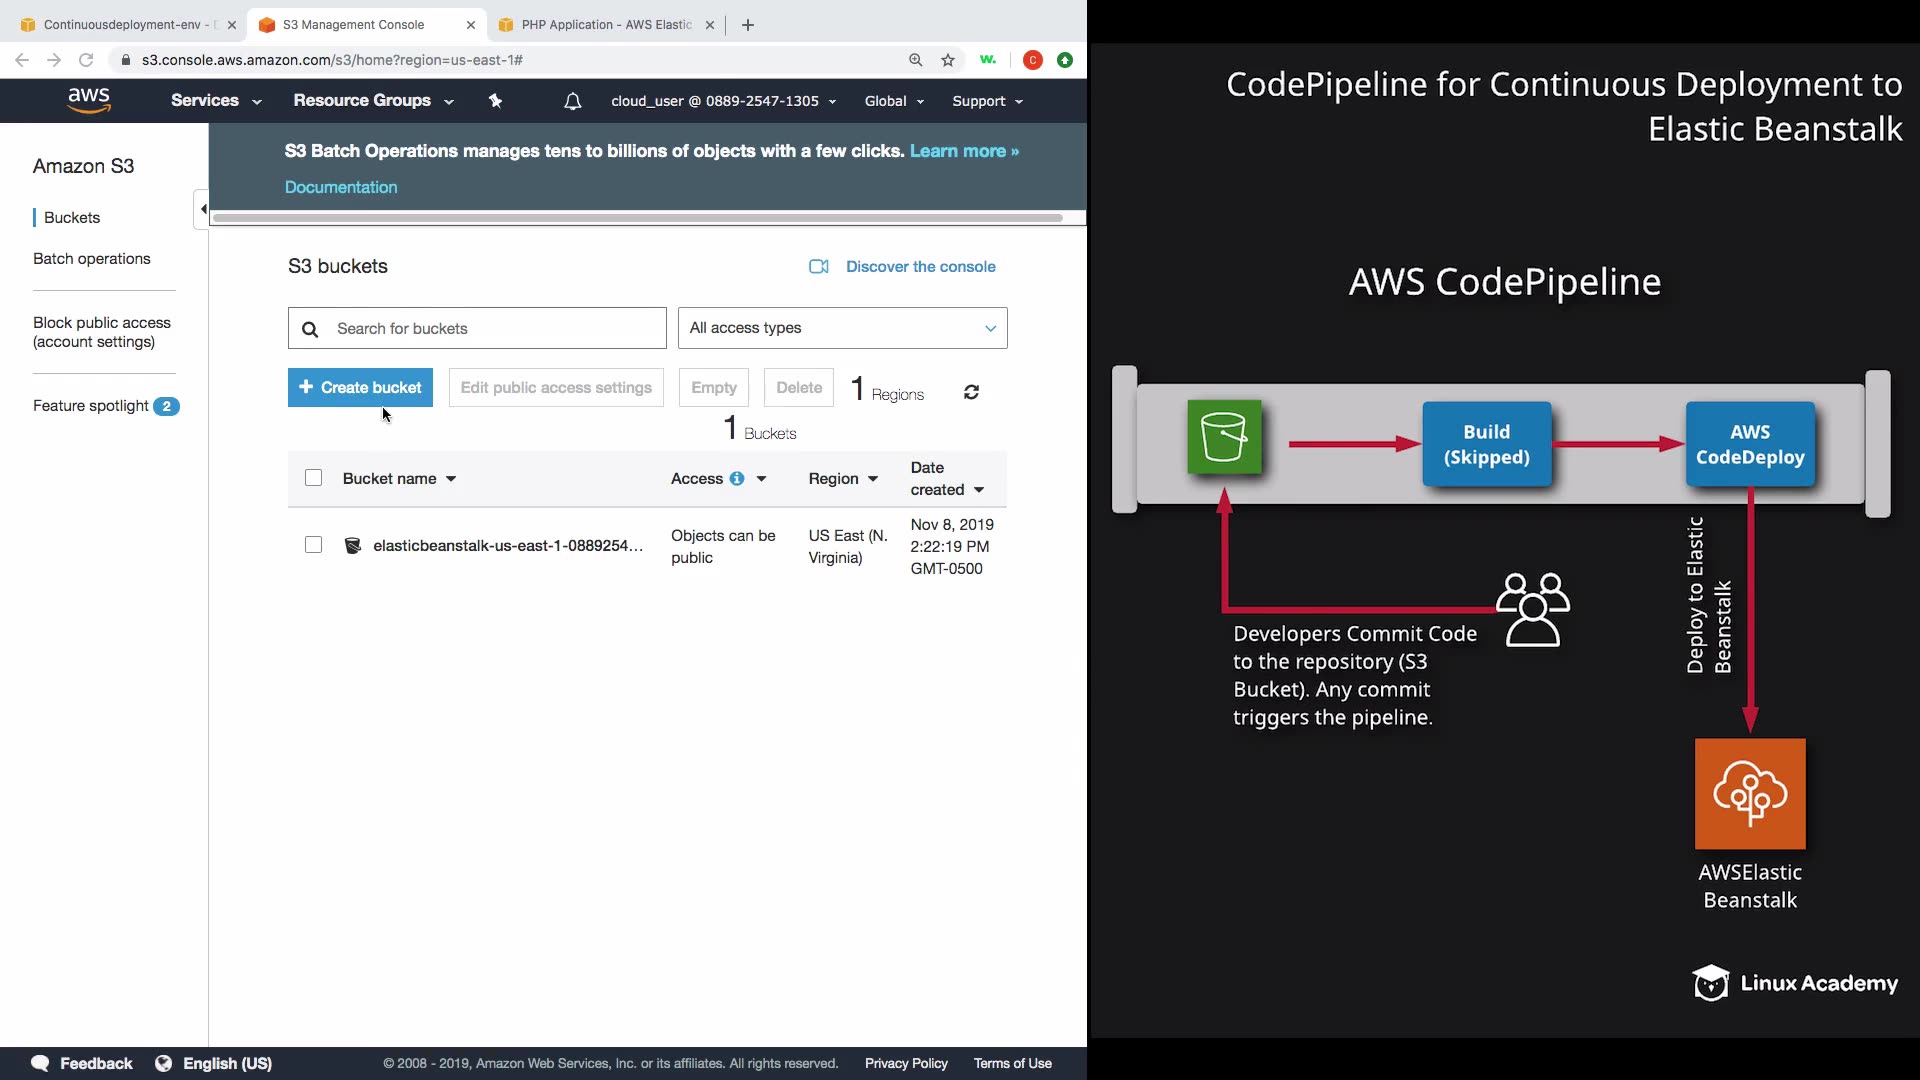 Continuousdeployment-env -
S3 Management Console
PHP Application - AWS Elastic
s3.console.aws.amazon.com/s3/home?region=us-east-1#
w.
C
aws
Services
Resource Groups
cloud_user @ 0889-2547-1305
Global
Support
Amazon S3
Buckets
Batch operations
Block public access
(account settings)
Feature spotlight 2
S3 Batch Operations manages tens to billions of objects with a few clicks. Learn more »
Documentation
S3 buckets
Discover the console
Search for buckets
All access types
+ Create bucket
Edit public access settings
Empty
Delete
1 Regions
1 Buckets
Bucket name
Access
Region
Date
created
elasticbeanstalk-us-east-1-0889254...
Objects can be
public
US East (N.
Virginia)
Nov 8, 2019
2:22:19 PM
GMT-0500
Feedback
English (US)
© 2008 - 2019, Amazon Web Services, Inc. or its affiliates. All rights reserved.
Privacy Policy
Terms of Use
CodePipeline for Continuous Deployment to
Elastic Beanstalk
AWS CodePipeline
Build
(Skipped)
AWS
CodeDeploy
Developers Commit Code
to the repository (S3
Bucket). Any commit
triggers the pipeline.
Deploy to Elastic
Beanstalk
AWSElastic
Beanstalk
Linux Academy